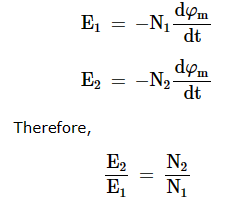 E₁ = −N₁ dφₘ/dt
E₂ = −N₂ dφₘ/dt
Therefore,
E₂/E₁ = N₂/N₁